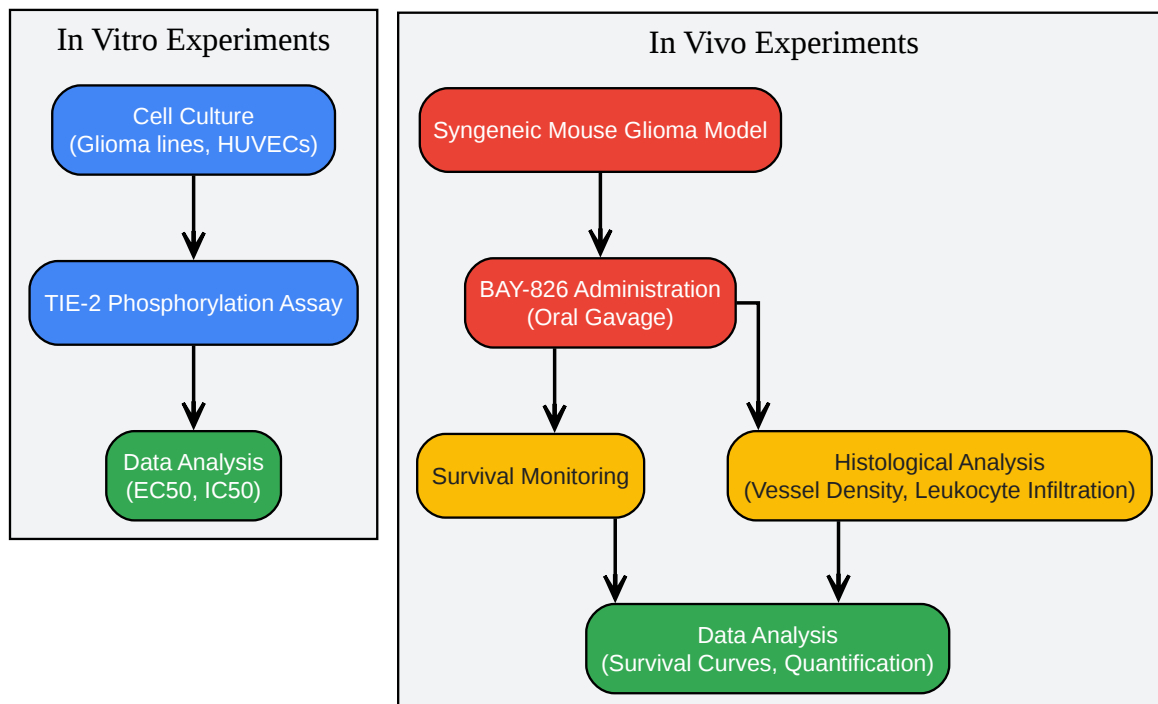 In Vitro Experiments
Cell Culture
(Glioma lines, HUVECs)
TIE-2 Phosphorylation Assay
Data Analysis
(EC50, IC50)
In Vivo Experiments
Syngeneic Mouse Glioma Model
BAY-826 Administration
(Oral Gavage)
Survival Monitoring
Histological Analysis
(Vessel Density, Leukocyte Infiltration)
Data Analysis
(Survival Curves, Quantification)